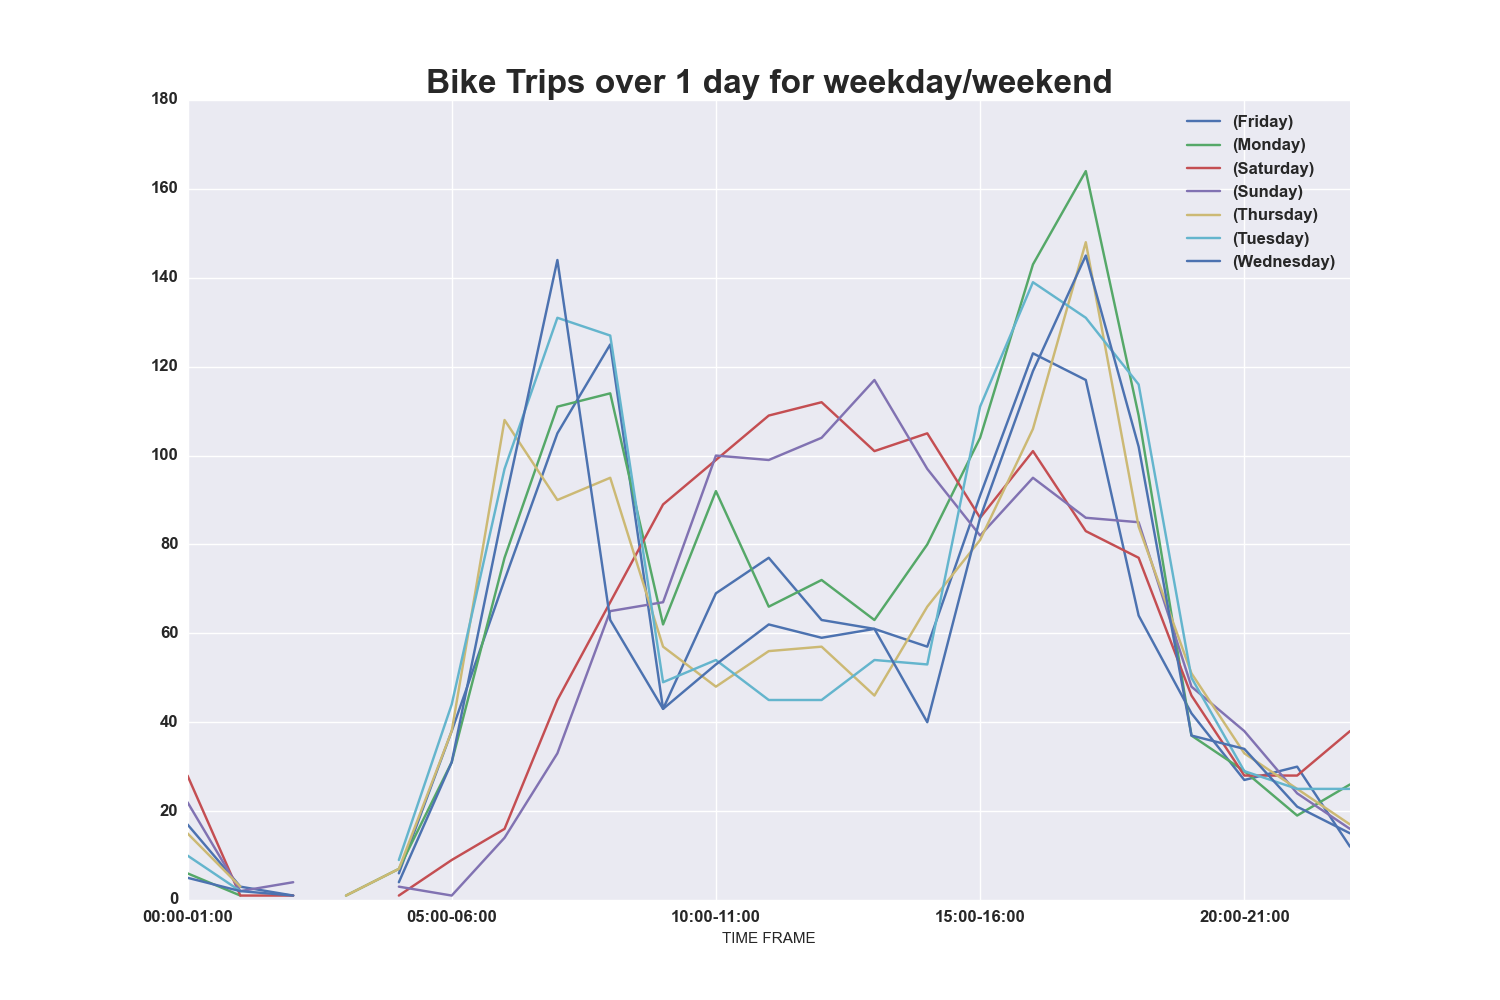 Bike Trips over 1 day for weekday/weekend
180
160
140
120
100
80
60
40
20
0
(Friday)
(Monday)
(Saturday)
(Sunday)
(Thursday)
(Tuesday)
(Wednesday)
00:00-01:00 05:00-06:00 10:00-11:00 15:00-16:00 20:00-21:00
TIME FRAME